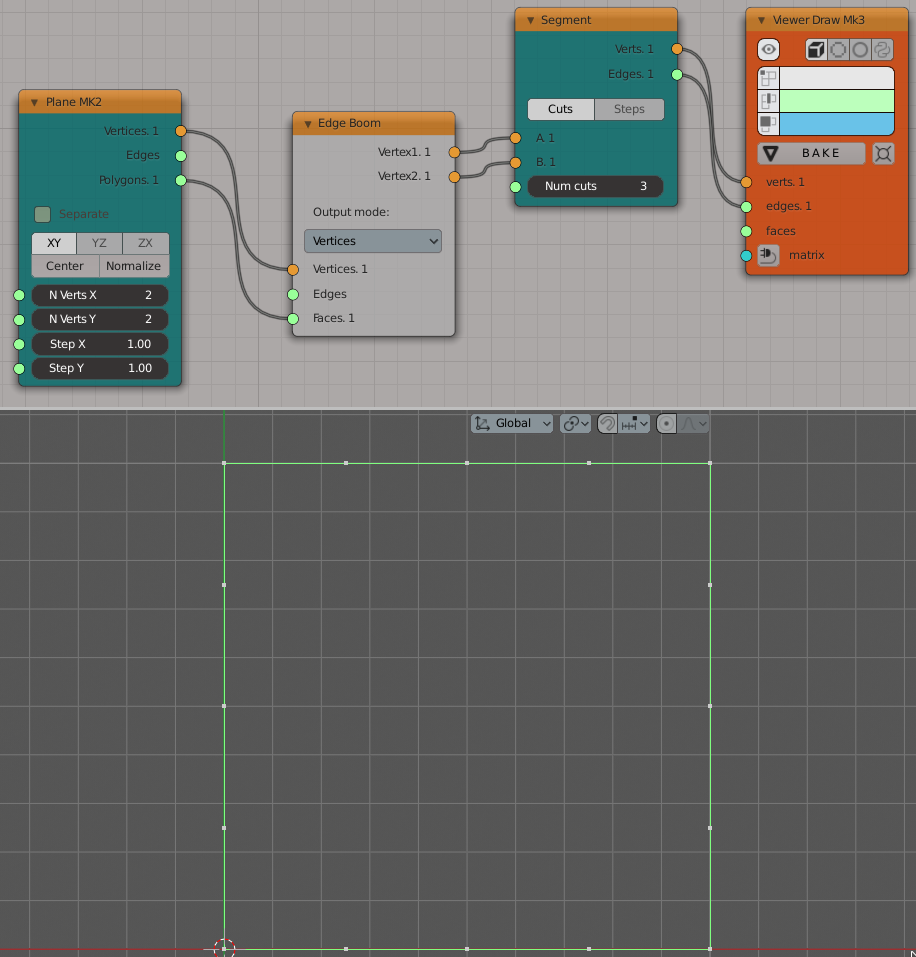 Plane MK2
Vertices. 1
Edges
Polygons. 1
Separate
XY YZ ZX
Center Normalize
N Verts X 2
N Verts Y 2
Step X 1.00
Step Y 1.00
Edge Boom
Vertex1. 1
Vertex2. 1
Output mode:
Vertices
Vertices. 1
Edges
Faces. 1
Segment
Verts. 1
Edges. 1
Cuts Steps
A. 1
B. 1
Num cuts 3
Viewer Draw Mk3
BAKE
verts. 1
edges. 1
faces
matrix
Global